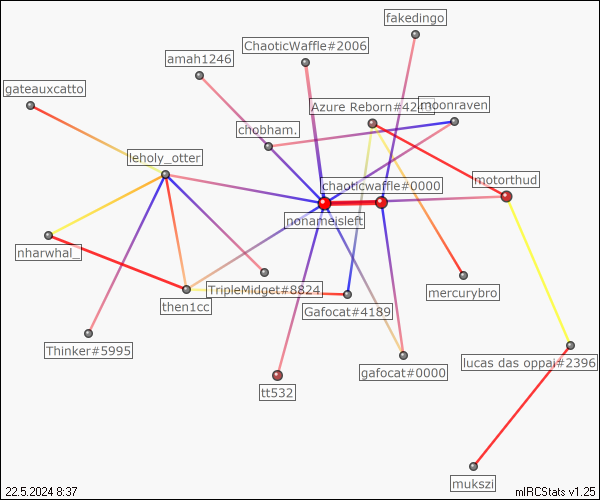 fakedingo
ChaoticWaffle#2006
amah1246
gateauxcatto
Azure Reborn#42
moonraven
chobham.
leholy_otter
motorthud
chaoticwaffle#0000
nonameisleft
nharwhal_
TripleMidget#8824
mercurybro
then1cc
Gafocat#4189
Thinker#5995
lucas das oppai#2396
gafocat#0000
tt532
mukszi
22.5.2024 8:37
mIRCStats v1.25